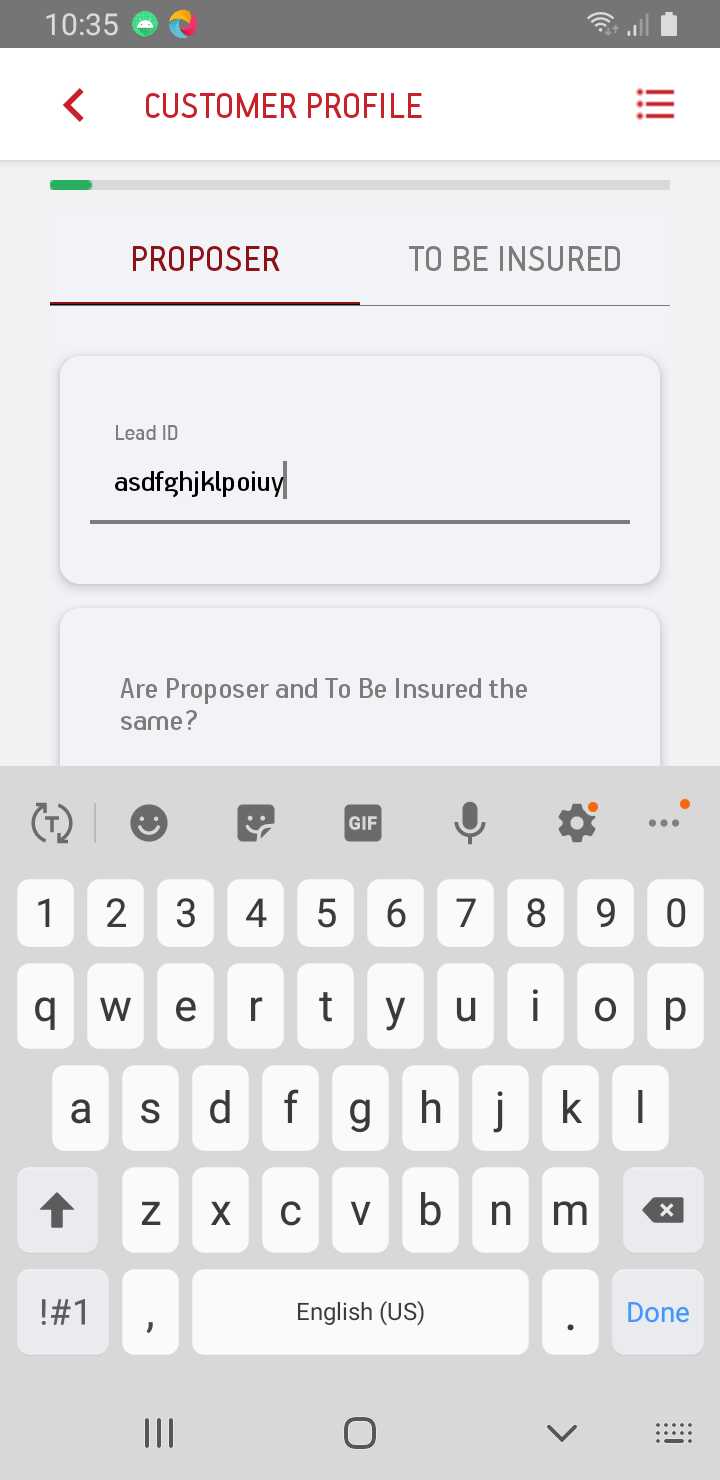 10:35
CUSTOMER PROFILE
PROPOSER TO BE INSURED
Lead ID
asdfghjklpoiuy
Are Proposer and To Be Insured the
same?
T GIF
1 2 3 4 5 6 7 8 9 0
q w e r t y u i o p
a s d f g h j k l
z x c v b n m
!#1 , English (US) . Done